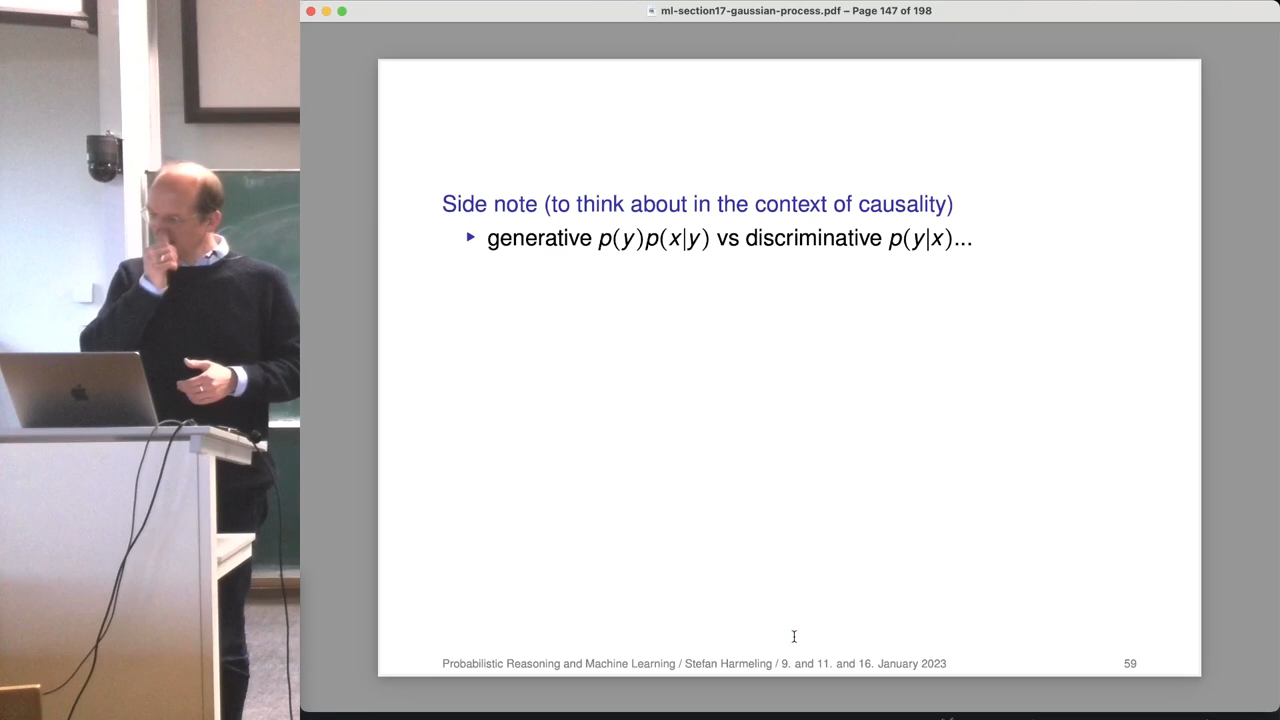 ml-section17-gaussian-process.pdf – Page 147 of 198
Side note (to think about in the context of causality)
▸ generative p(y)p(x|y) vs discriminative p(y|x)...
Probabilistic Reasoning and Machine Learning / Stefan Harmeling / 9. and 11. and 16. January 2023 59